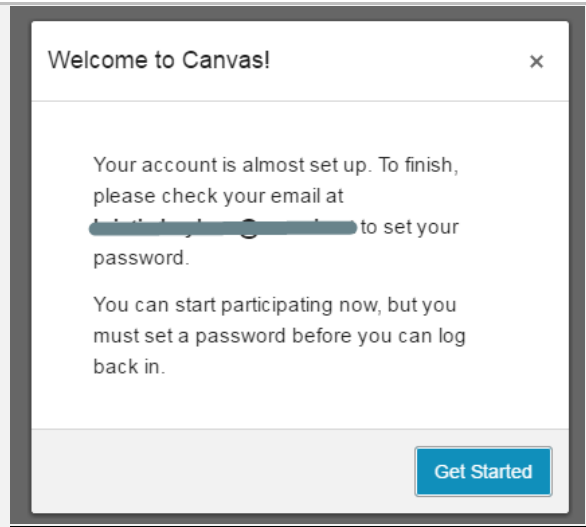 Welcome to Canvas! ×
Your account is almost set up. To finish,
please check your email at
to set your
password.
You can start participating now, but you
must set a password before you can log
back in.
Get Started